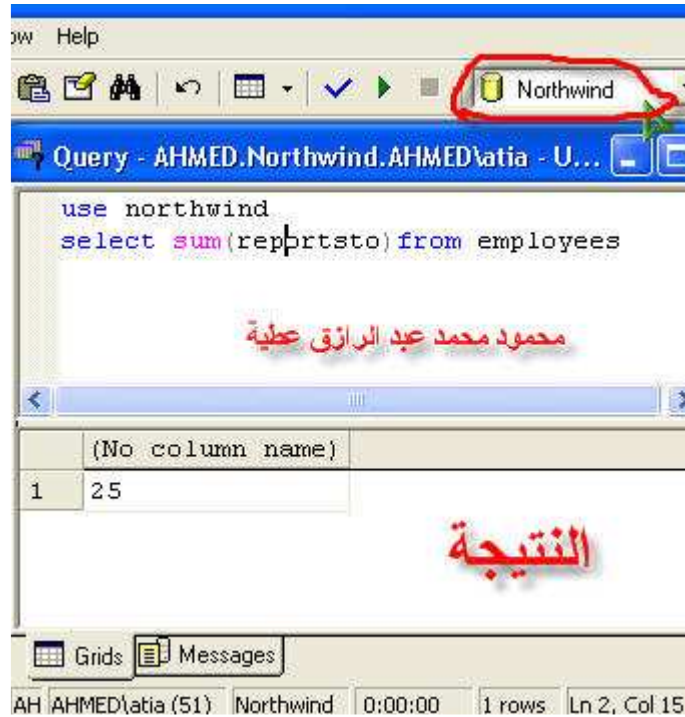 ow Help
Northwind
Query - AHMED.Northwind.AHMED\atia - U...
use northwind
select sum(reportsto)from employees
محمود محمد عبد الرازق عطية
(No column name)
1 25
النتيجة
Grids Messages
AH AHMED\atia (51) Northwind 0:00:00 1 rows Ln 2, Col 15